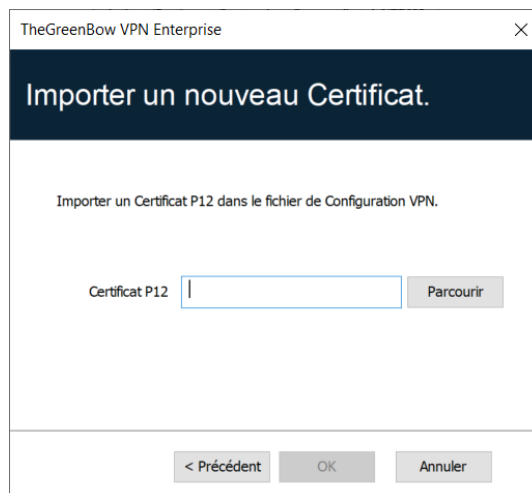 TheGreenBow VPN Enterprise
Importer un nouveau Certificat.
Importer un Certificat P12 dans le fichier de Configuration VPN.
Certificat P12 Parcourir
< Précédent OK Annuler